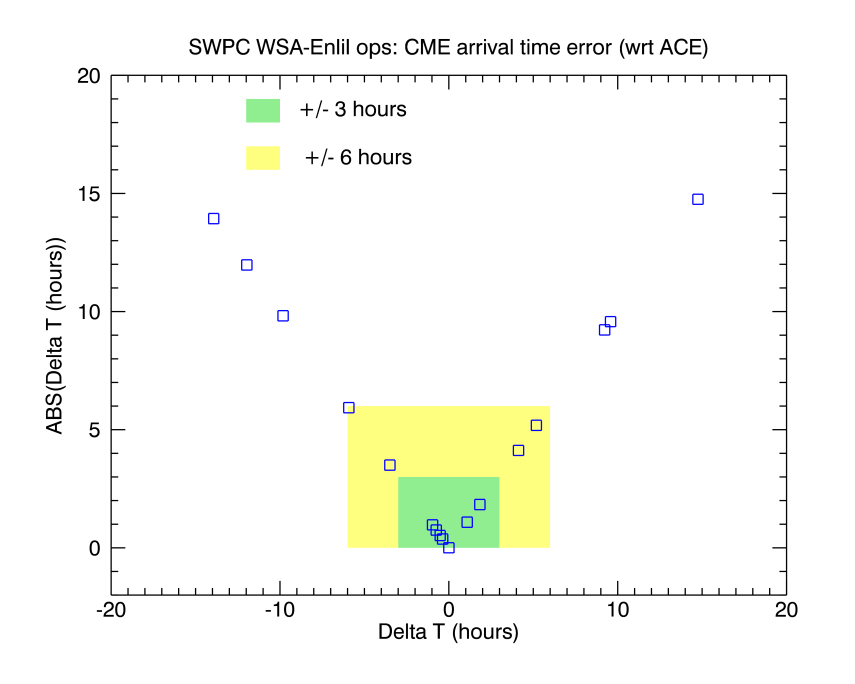 SWPC WSA-Enlil ops: CME arrival time error (wrt ACE)
20
+/- 3 hours
+/- 6 hours
15
10
5
0
ABS(Delta T (hours))
-20 -10 0 10 20
Delta T (hours)